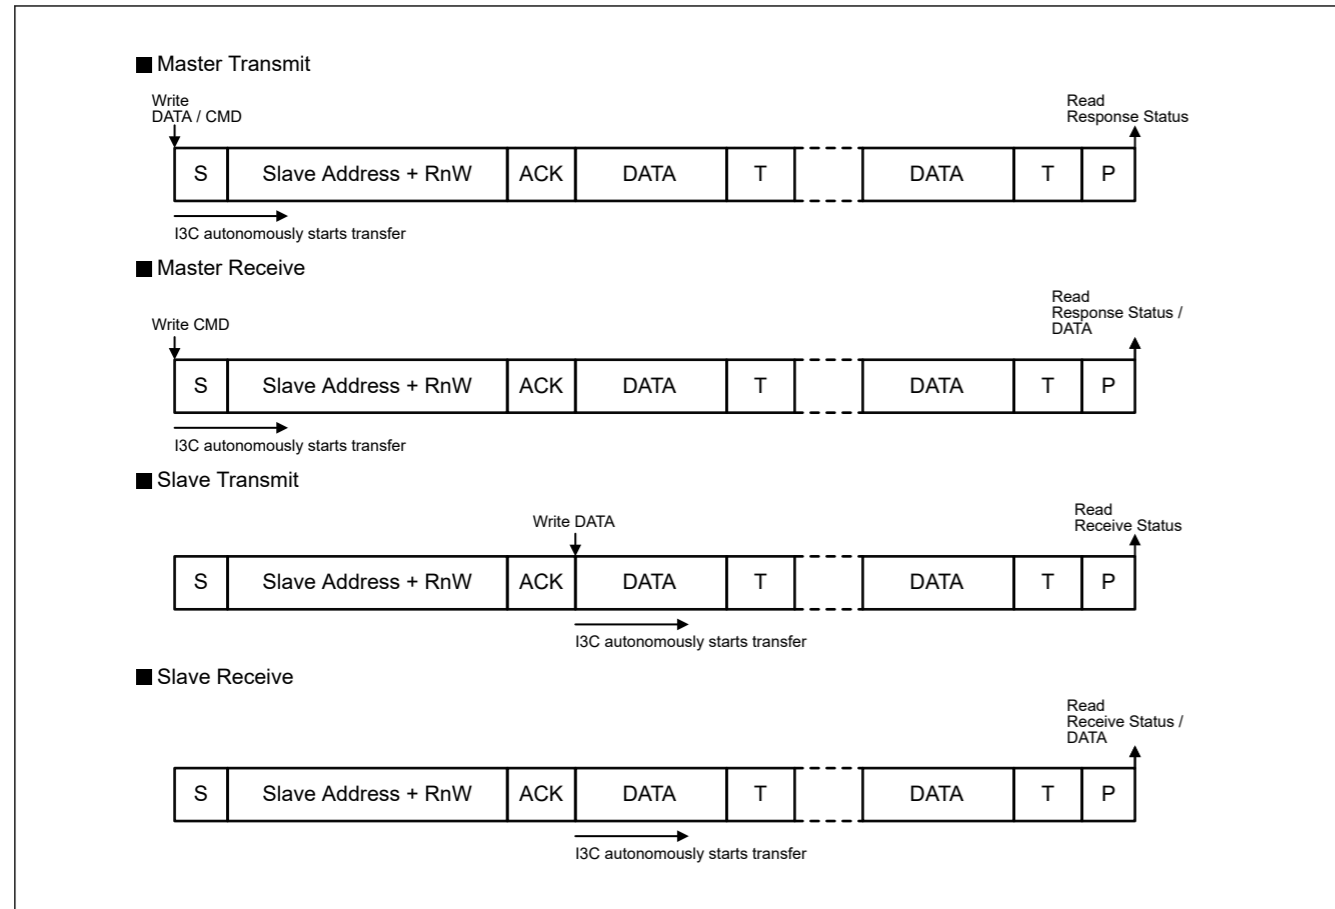 ■ Master Transmit
Write
DATA / CMD
Read
Response Status
S Slave Address + RnW ACK DATA T DATA T P
I3C autonomously starts transfer
■ Master Receive
Write CMD
Read
Response Status /
DATA
S Slave Address + RnW ACK DATA T DATA T P
I3C autonomously starts transfer
■ Slave Transmit
Write DATA
Read
Receive Status
S Slave Address + RnW ACK DATA T DATA T P
I3C autonomously starts transfer
■ Slave Receive
Read
Receive Status /
DATA
S Slave Address + RnW ACK DATA T DATA T P
I3C autonomously starts transfer